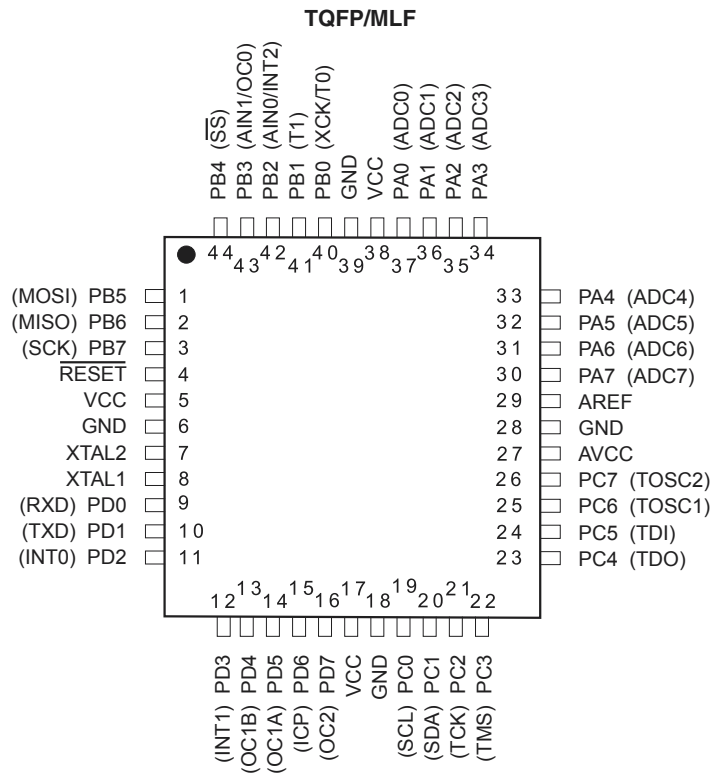 TQFP/MLF
PB4 (SS)
PB3 (AIN1/OC0)
PB2 (AIN0/INT2)
PB1 (T1)
PB0 (XCK/T0)
GND
VCC
PA0 (ADC0)
PA1 (ADC1)
PA2 (ADC2)
PA3 (ADC3)
44
43
42
41
40
39
38
37
36
35
34
(MOSI) PB5 1
(MISO) PB6 2
(SCK) PB7 3
RESET 4
VCC 5
GND 6
XTAL2 7
XTAL1 8
(RXD) PD0 9
(TXD) PD1 10
(INT0) PD2 11
33 PA4 (ADC4)
32 PA5 (ADC5)
31 PA6 (ADC6)
30 PA7 (ADC7)
29 AREF
28 GND
27 AVCC
26 PC7 (TOSC2)
25 PC6 (TOSC1)
24 PC5 (TDI)
23 PC4 (TDO)
12
13
14
15
16
17
18
19
20
21
22
(INT1) PD3
(OC1B) PD4
(OC1A) PD5
(ICP) PD6
(OC2) PD7
VCC
GND
(SCL) PC0
(SDA) PC1
(TCK) PC2
(TMS) PC3